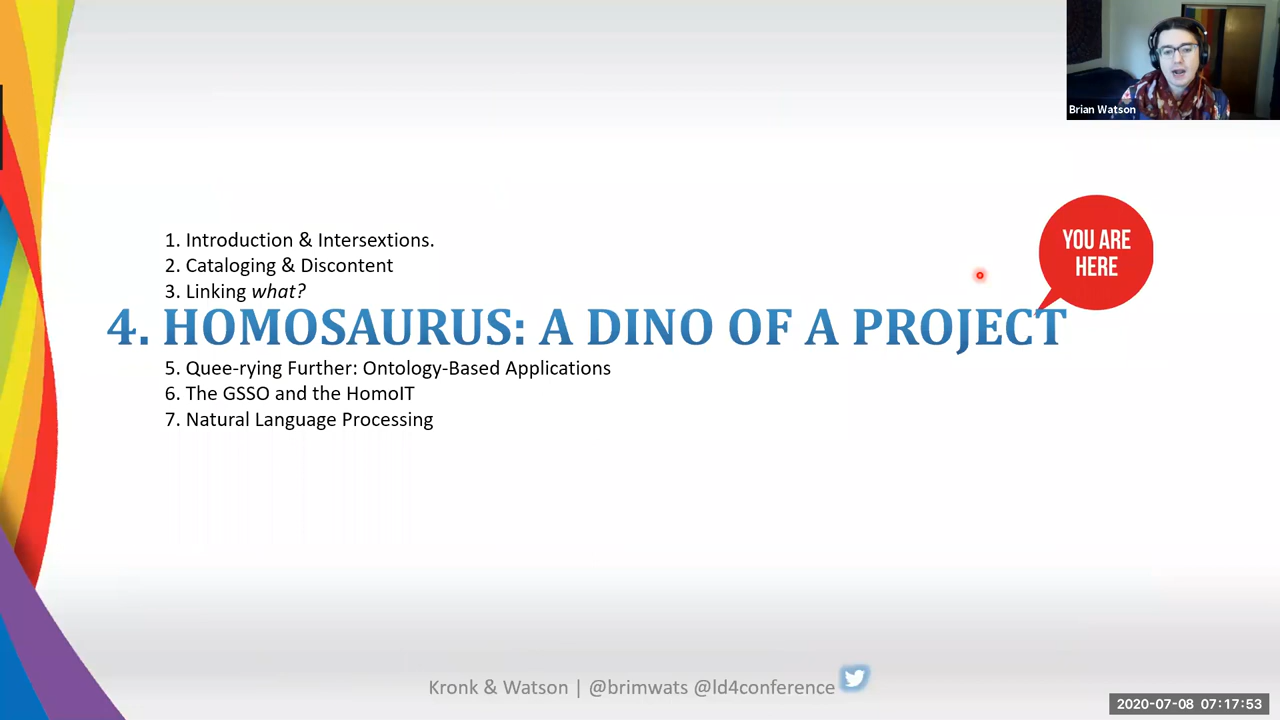 Brian Watson
YOU ARE
HERE
1. Introduction & Intersextions.
2. Cataloging & Discontent
3. Linking what?
4. HOMOSAURUS: A DINO OF A PROJECT
5. Quee-rying Further: Ontology-Based Applications
6. The GSSO and the HomoIT
7. Natural Language Processing
Kronk & Watson | @brimwats @ld4conference
2020-07-08 07:17:53